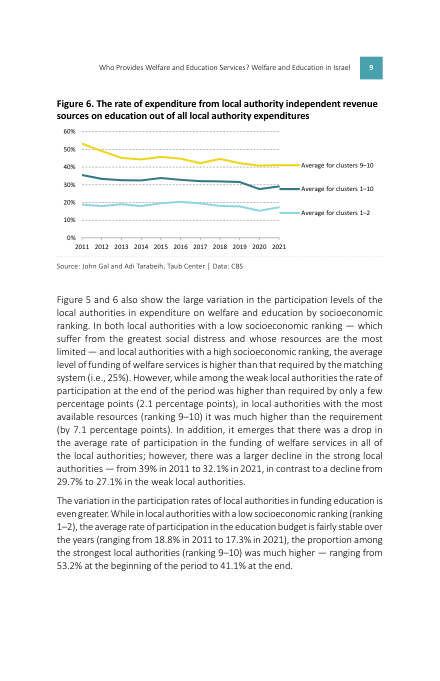 Who Provides Welfare and Education Services? Welfare and Education in Israel 9
Figure 6. The rate of expenditure from local authority independent revenue
sources on education out of all local authority expenditures
60%
50%
40%
30%
20%
10%
0%
Average for clusters 9–10
Average for clusters 1–10
Average for clusters 1–2
2011 2012 2013 2014 2015 2016 2017 2018 2019 2020 2021
Source: John Gal and Adi Tarabeih, Taub Center | Data: CBS
Figure 5 and 6 also show the large variation in the participation levels of the
local authorities in expenditure on welfare and education by socioeconomic
ranking. In both local authorities with a low socioeconomic ranking — which
suffer from the greatest social distress and whose resources are the most
limited — and local authorities with a high socioeconomic ranking, the average
level of funding of welfare services is higher than that required by the matching
system (i.e., 25%). However, while among the weak local authorities the rate of
participation at the end of the period was higher than required by only a few
percentage points (2.1 percentage points), in local authorities with the most
available resources (ranking 9–10) it was much higher than the requirement
(by 7.1 percentage points). In addition, it emerges that there was a drop in
the average rate of participation in the funding of welfare services in all of
the local authorities; however, there was a larger decline in the strong local
authorities — from 39% in 2011 to 32.1% in 2021, in contrast to a decline from
29.7% to 27.1% in the weak local authorities.
The variation in the participation rates of local authorities in funding education is
even greater. While in local authorities with a low socioeconomic ranking (ranking
1–2), the average rate of participation in the education budget is fairly stable over
the years (ranging from 18.8% in 2011 to 17.3% in 2021), the proportion among
the strongest local authorities (ranking 9–10) was much higher — ranging from
53.2% at the beginning of the period to 41.1% at the end.